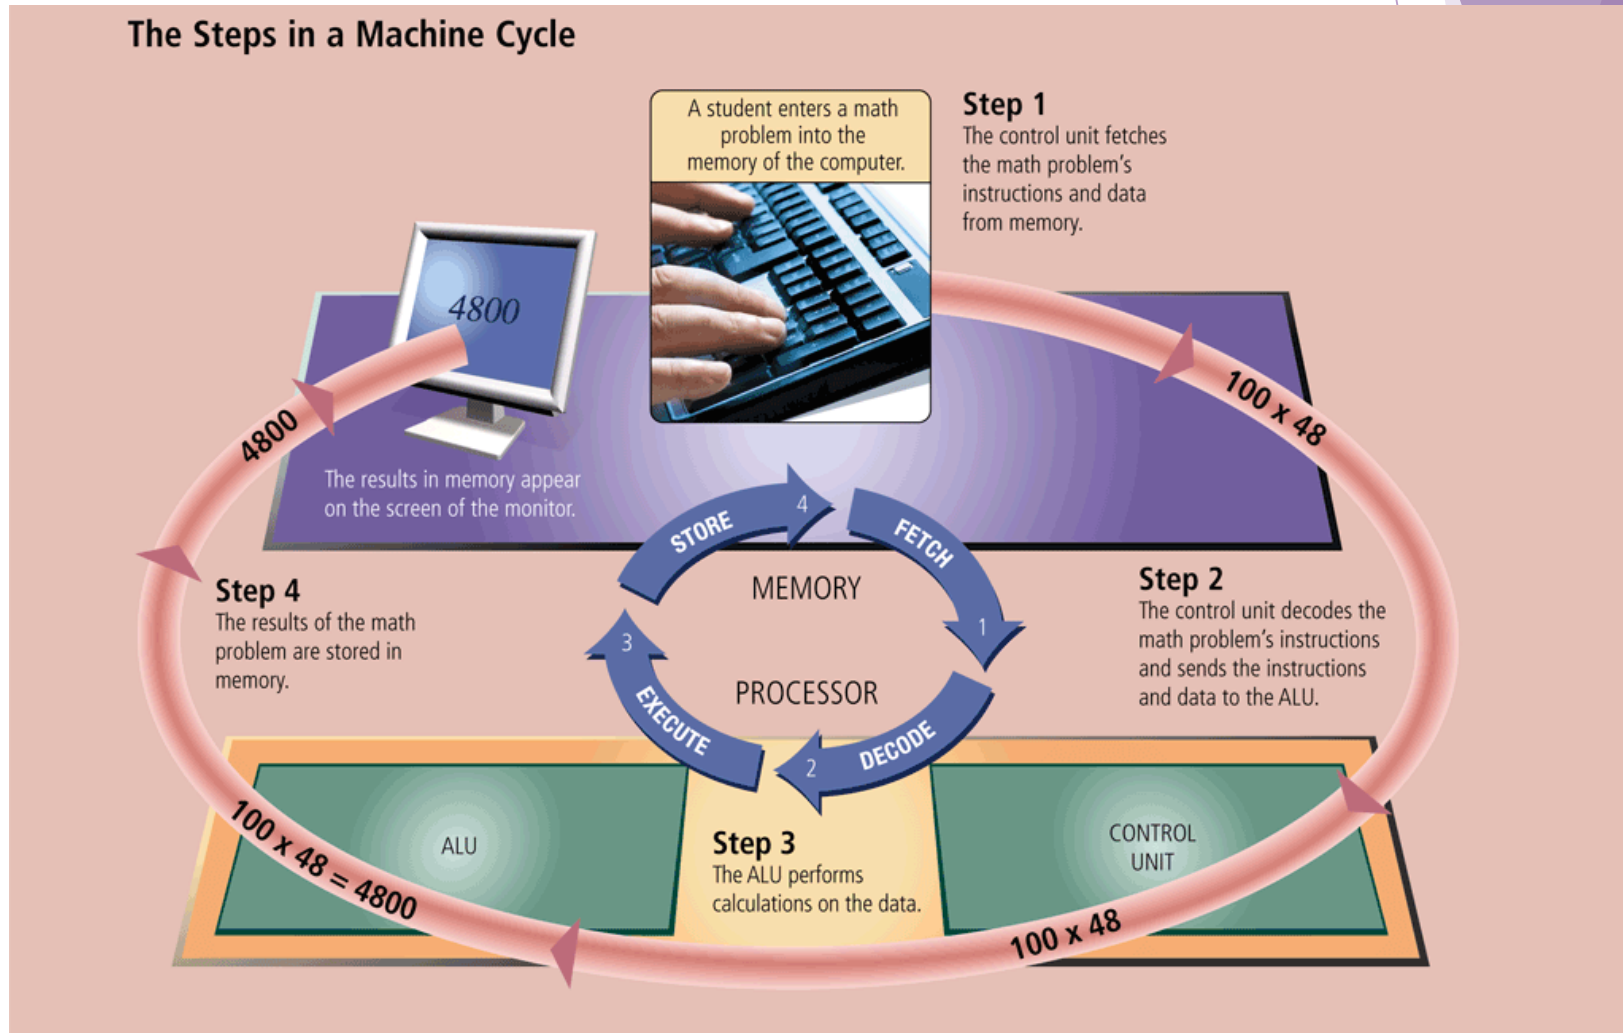 The Steps in a Machine Cycle
A student enters a math
problem into the
memory of the computer.
Step 1
The control unit fetches
the math problem's
instructions and data
from memory.
4800
100 x 48
4800
The results in memory appear
on the screen of the monitor.
STORE 4
FETCH
1
MEMORY
Step 2
The control unit decodes the
math problem's instructions
and sends the instructions
and data to the ALU.
Step 4
The results of the math
problem are stored in
memory.
3
EXECUTE
PROCESSOR
DECODE
2
ALU
Step 3
The ALU performs
calculations on the data.
CONTROL
UNIT
100 x 48 = 4800
100 x 48